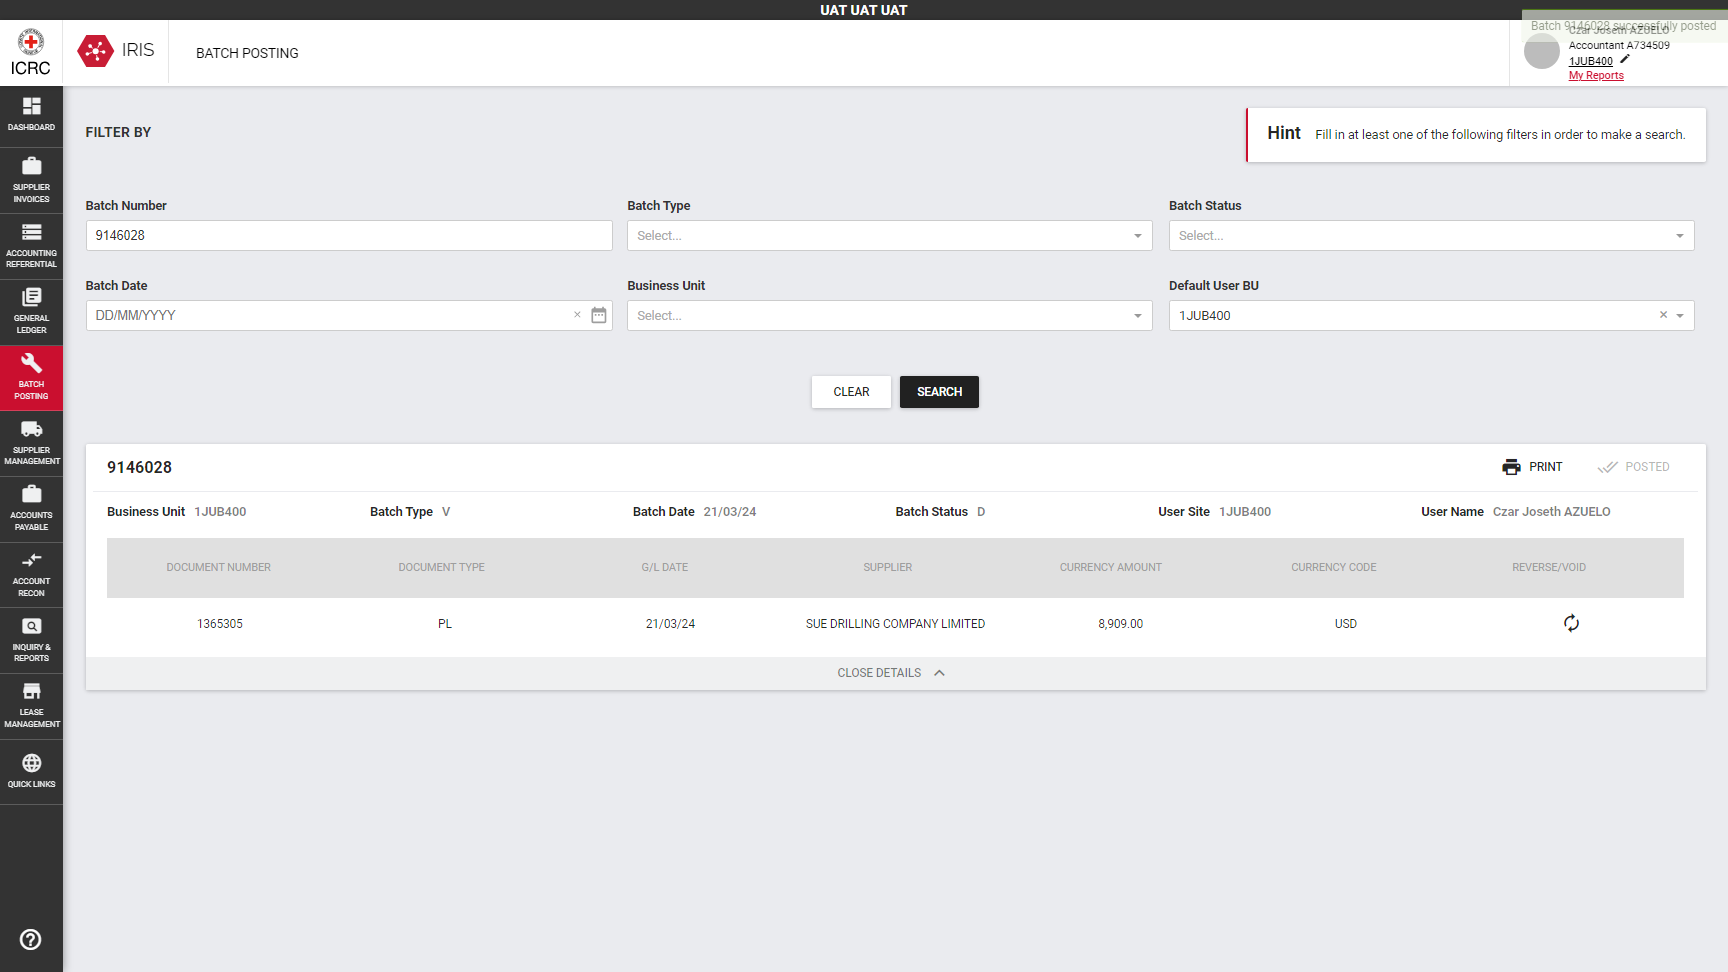 UAT UAT UAT
ICRC
IRIS
BATCH POSTING
Batch 9146028 successfully posted
Czar Joseth AZUELO
Accountant A734509
1JUB400
My Reports
DASHBOARD
SUPPLIER
INVOICES
ACCOUNTING
REFERENTIAL
GENERAL
LEDGER
BATCH
POSTING
SUPPLIER
MANAGEMENT
ACCOUNTS
PAYABLE
ACCOUNT
RECON
INQUIRY &
REPORTS
LEASE
MANAGEMENT
QUICK LINKS
FILTER BY
Hint Fill in at least one of the following filters in order to make a search.
Batch Number Batch Type Batch Status
9146028 Select... Select...
Batch Date Business Unit Default User BU
DD/MM/YYYY × Select... 1JUB400 ×
CLEAR SEARCH
9146028 PRINT POSTED
Business Unit 1JUB400 Batch Type V Batch Date 21/03/24 Batch Status D User Site 1JUB400 User Name Czar Joseth AZUELO
DOCUMENT NUMBER DOCUMENT TYPE G/L DATE SUPPLIER CURRENCY AMOUNT CURRENCY CODE REVERSE/VOID
1365305 PL 21/03/24 SUE DRILLING COMPANY LIMITED 8,909.00 USD
CLOSE DETAILS